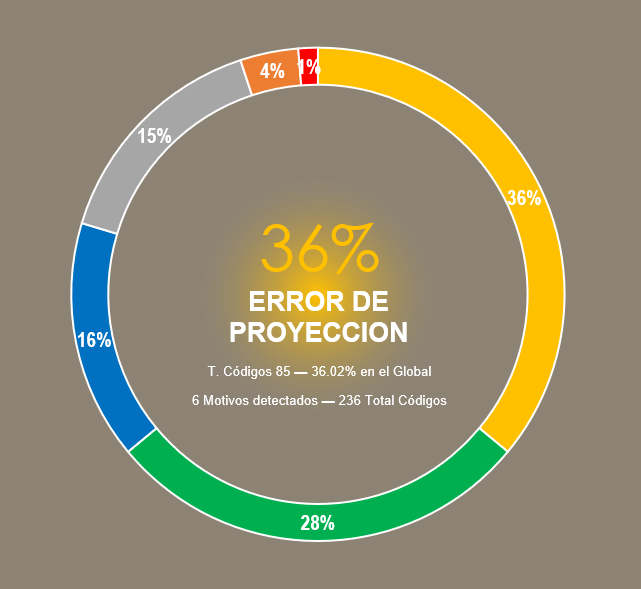 1%
4%
15%
36%
36%
ERROR DE
PROYECCION
16%
T. Códigos 85 — 36.02% en el Global
6 Motivos detectados — 236 Total Códigos
28%